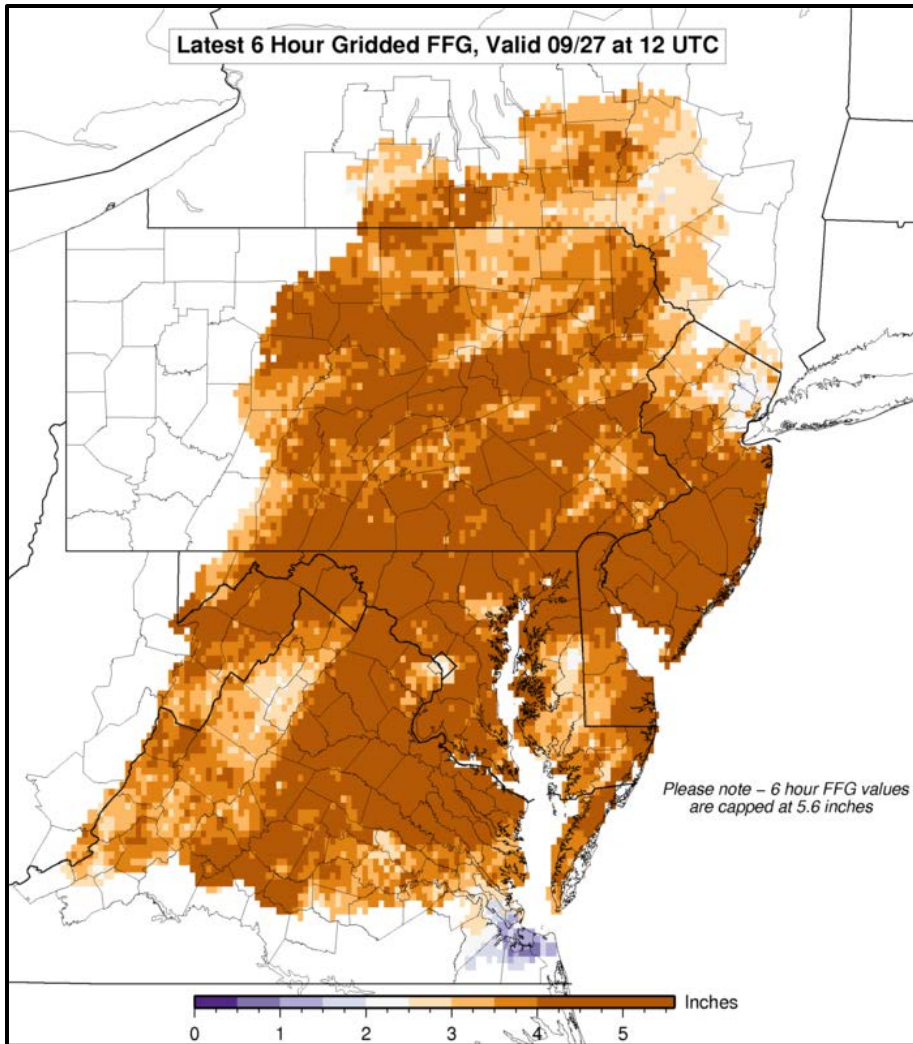 Latest 6 Hour Gridded FFG, Valid 09/27 at 12 UTC
Please note – 6 hour FFG values
are capped at 5.6 inches
Inches
0 1 2 3 4 5